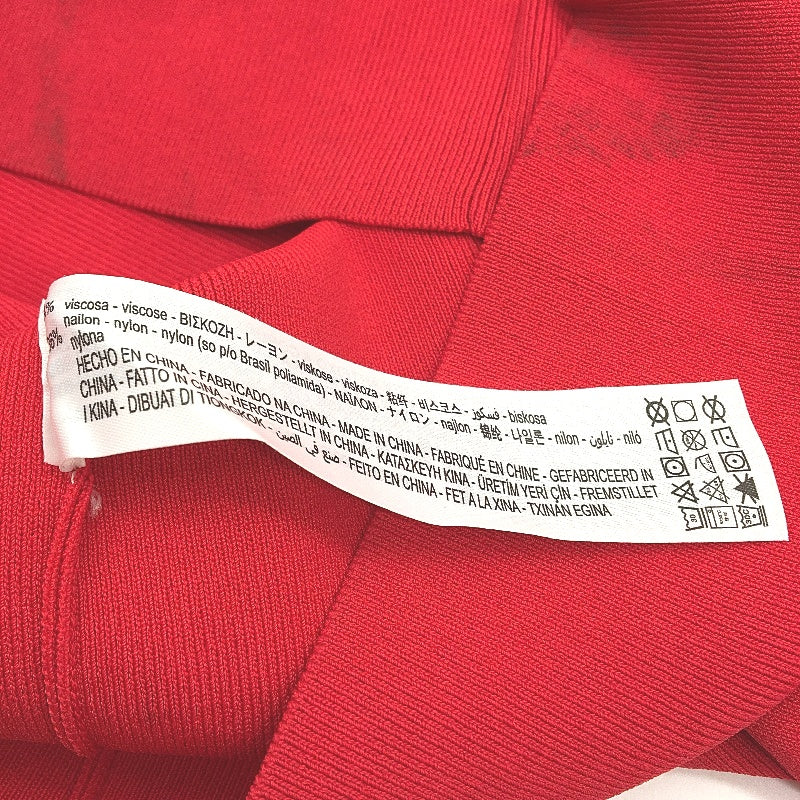 % viscosa - viscose - ΒΙΣΚΟΖΗ - レーヨン - viskose - viskoza - 粘纤 - 비스코스 - فسكوز - biskosa
% nailon - nylon - nylon (so p/o Brasil poliamida) - ΝΑΪΛΟΝ - ナイロン - najlon - 锦纶 - 나일론 - nilon - نايلون - niló
nylona
HECHO EN CHINA - FABRICADO NA CHINA - MADE IN CHINA - FABRIQUÉ EN CHINE - GEFABRICEERD IN
CHINA - FATTO IN CINA - HERGESTELLT IN CHINA - ΚΑΤΑΣΚΕΥΗ ΚΙΝΑ - ÜRETİM YERİ ÇİN - FREMSTILLET
I KINA - DIBUAT DI TIONGKOK - صنع في الصين - FEITO EN CHINA - FET A LA XINA - TXINAN EGINA